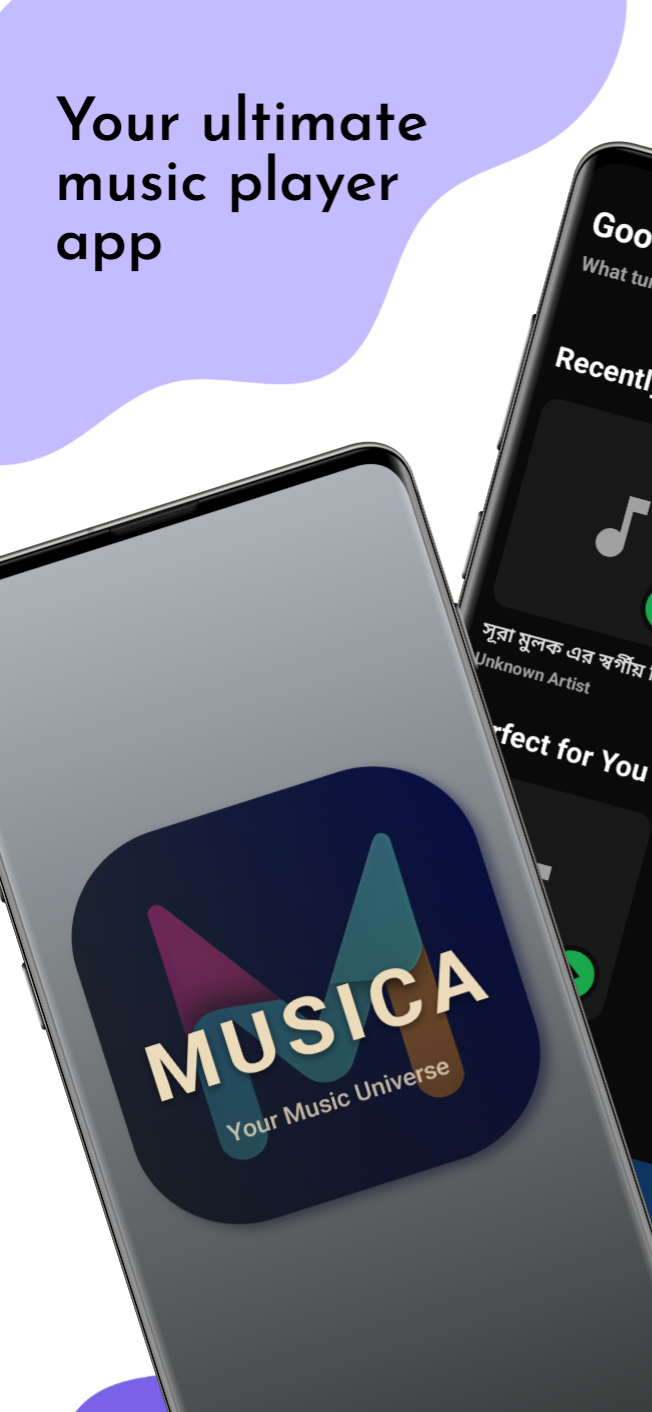 Your ultimate
music player
app
Goo
What tu
Recently
সূরা মুলক এর স্বর্গীয়
Unknown Artist
rfect for You
MUSICA
Your Music Universe